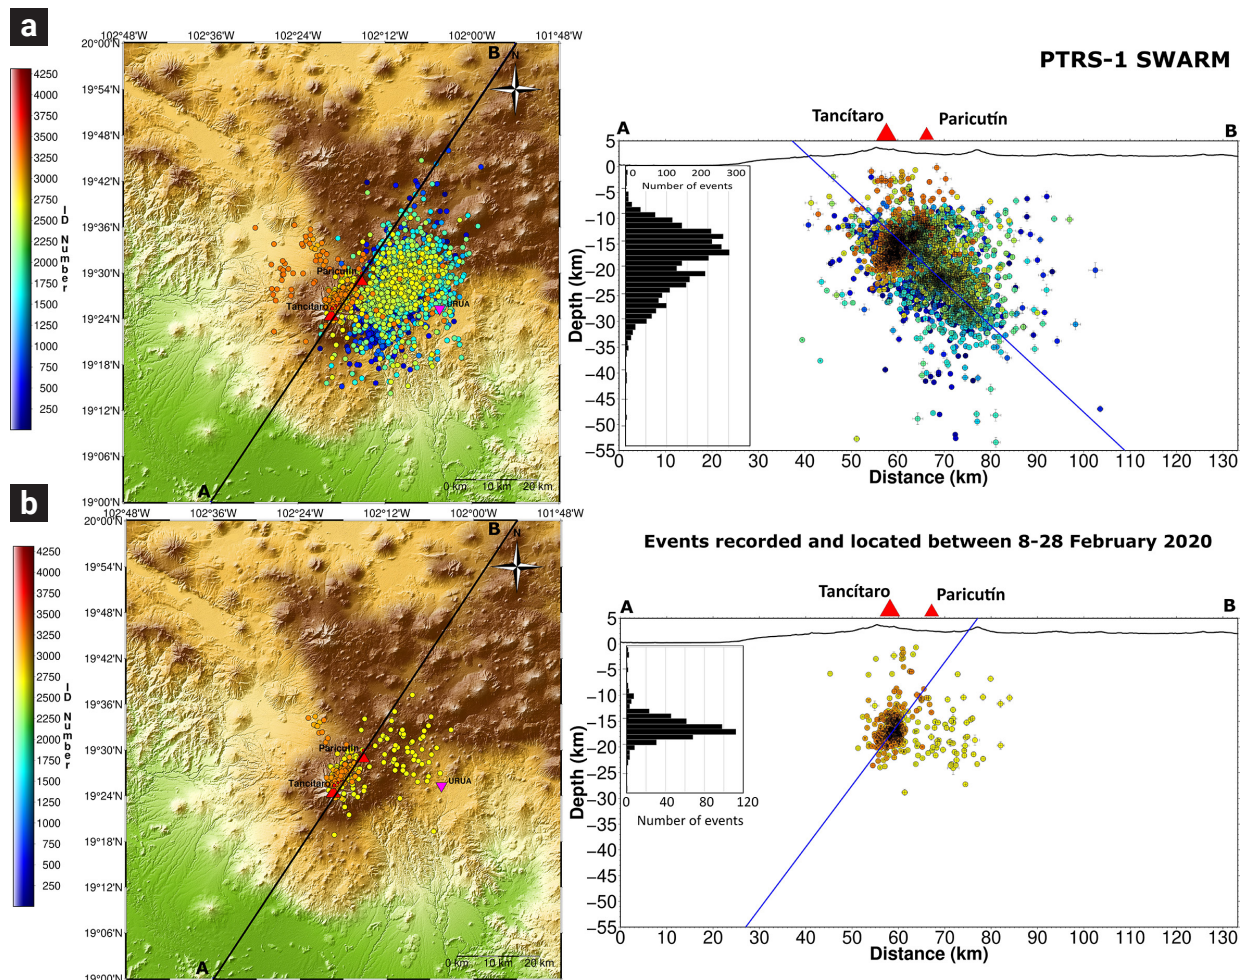 a
102°48'W 102°36'W 102°24'W 102°12'W 102°00'W 101°48'W
20°00'N
19°54'N
19°48'N
19°42'N
19°36'N
19°30'N
19°24'N
19°18'N
19°12'N
19°06'N
19°00'N
4250
4000
3750
3500
3250
3000
2750
2500
2250
2000
1750
1500
1250
1000
750
500
250
ID Number
B
N
Paricutín
Tancítaro
URUA
A
0 km 10 km 20 km
PTRS-1 SWARM
Tancítaro
Paricutín
A
B
5
0
−5
−10
−15
−20
−25
−30
−35
−40
−45
−50
−55
Depth (km)
0 100 200 300
Number of events
0 10 20 30 40 50 60 70 80 90 100 110 120 130
Distance (km)
b
102°48'W 102°36'W 102°24'W 102°12'W 102°00'W 101°48'W
20°00'N
19°54'N
19°48'N
19°42'N
19°36'N
19°30'N
19°24'N
19°18'N
19°12'N
19°06'N
19°00'N
4250
4000
3750
3500
3250
3000
2750
2500
2250
2000
1750
1500
1250
1000
750
500
250
ID Number
B
N
Paricutín
Tancítaro
URUA
A
0 km 10 km 20 km
Events recorded and located between 8-28 February 2020
Tancítaro
Paricutín
A
B
5
0
−5
−10
−15
−20
−25
−30
−35
−40
−45
−50
−55
Depth (km)
0 40 80 120
Number of events
0 10 20 30 40 50 60 70 80 90 100 110 120 130
Distance (km)